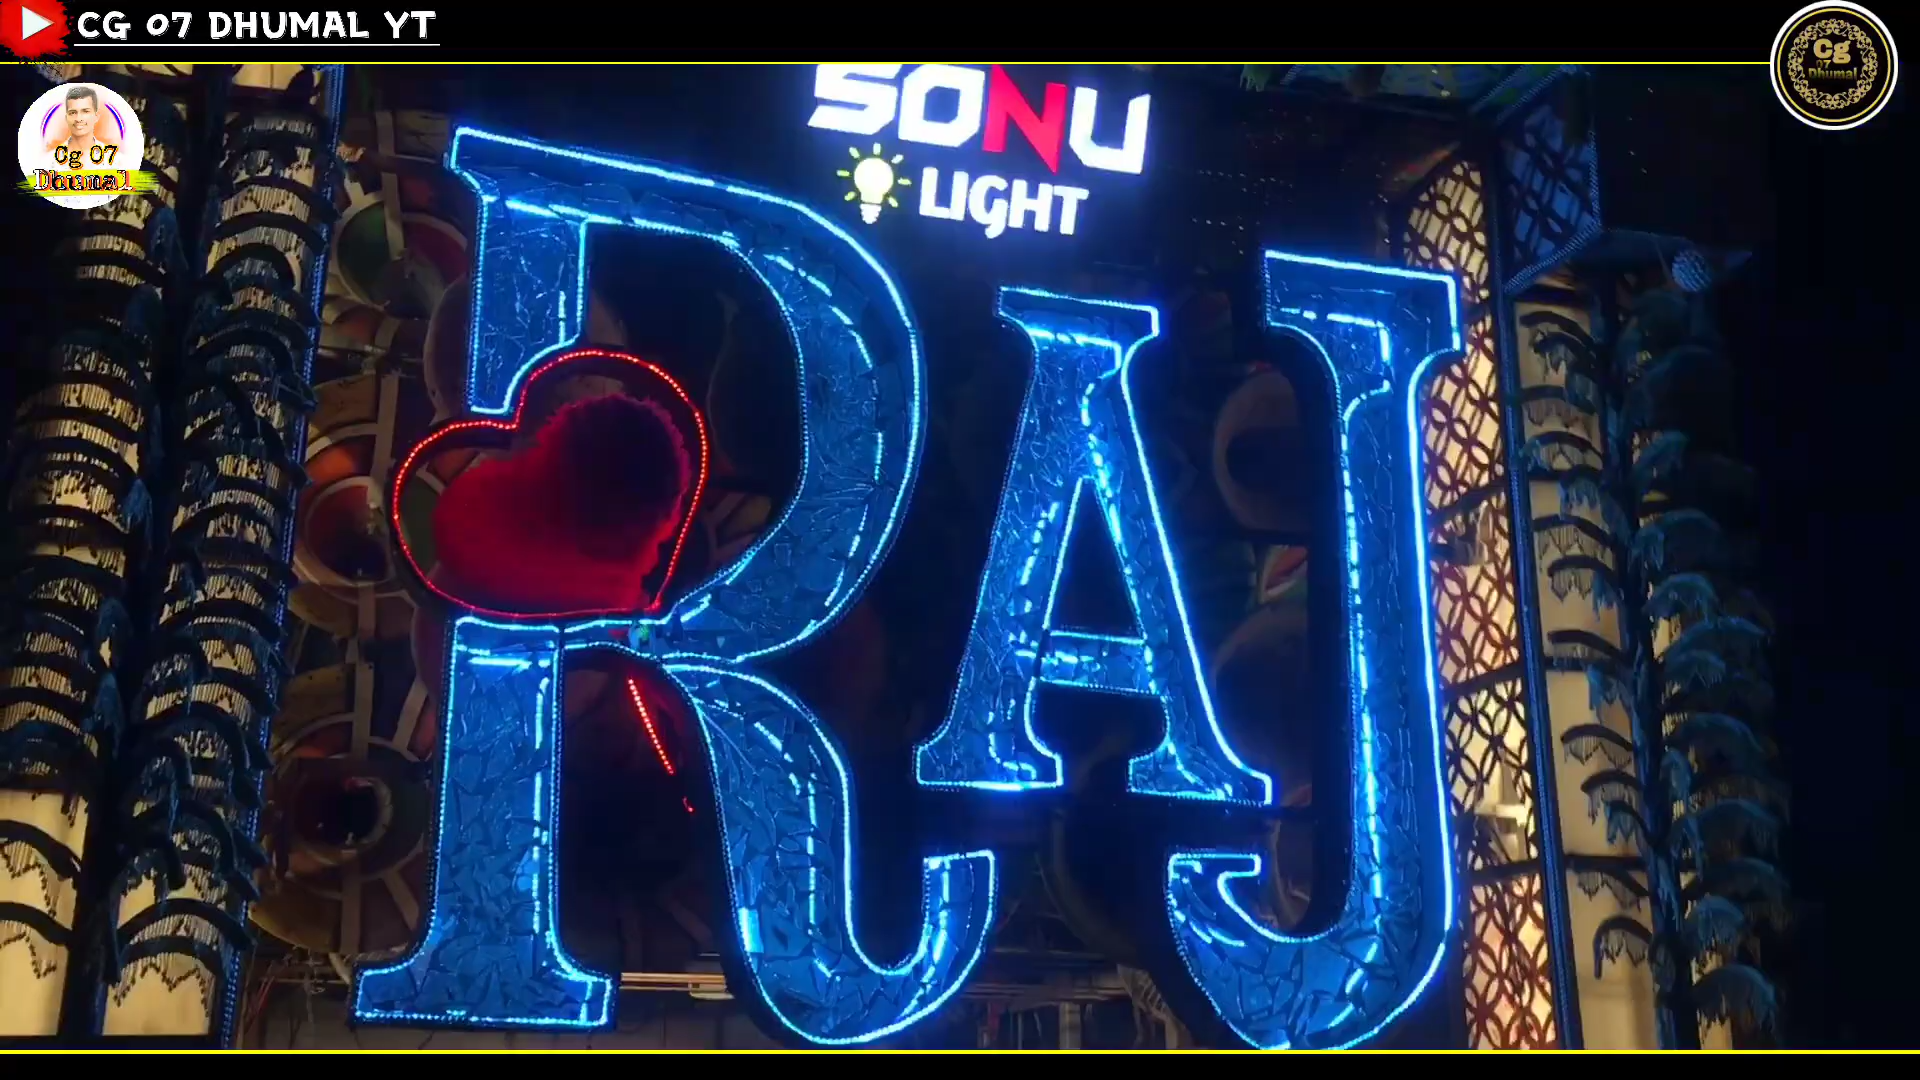 CG 07 DHUMAL YT
Cg
07
Dhumal
Cg 07
Dhumal
SONU
LIGHT
RAJ